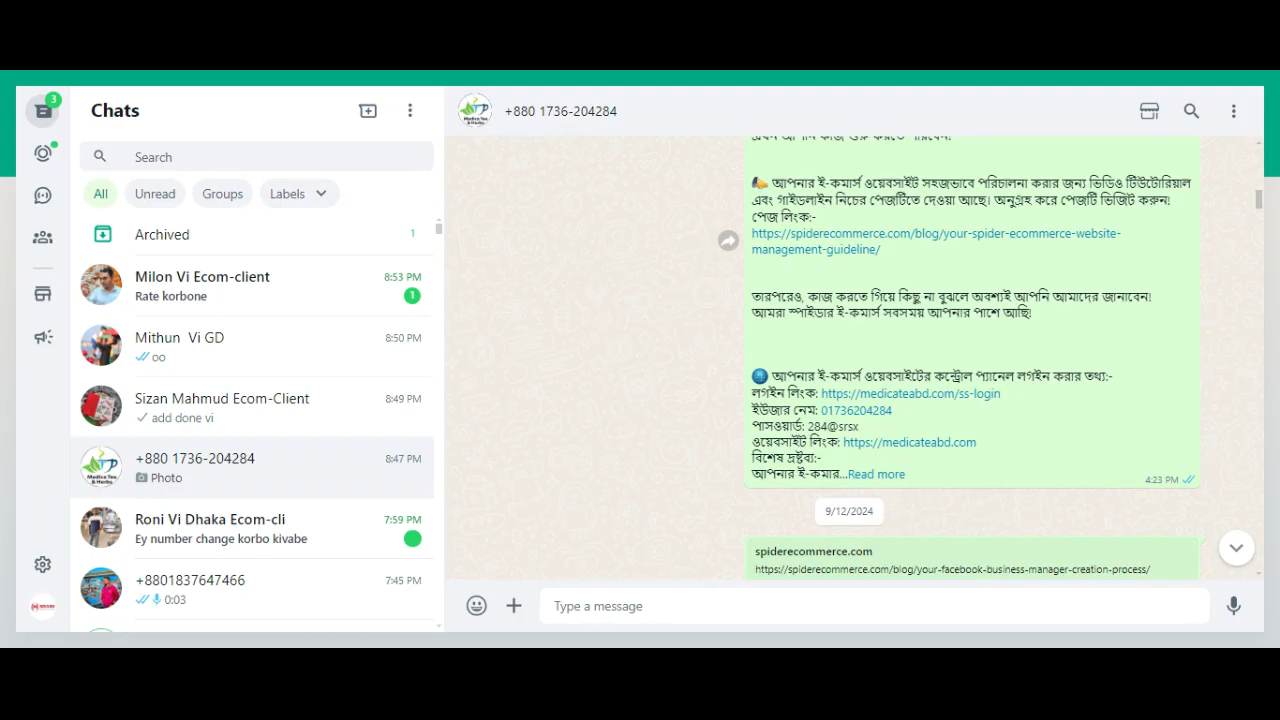 3
Chats
Search
All
Unread
Groups
Labels
Archived
1
Milon Vi Ecom-client
8:53 PM
Rate korbone
1
Mithun Vi GD
8:50 PM
oo
Sizan Mahmud Ecom-Client
8:49 PM
add done vi
+880 1736-204284
8:47 PM
Photo
Roni Vi Dhaka Ecom-cli
7:59 PM
Ey number change korbo kivabe
+8801837647466
7:45 PM
0:03
+880 1736-204284
আপনার ই-কমার্স ওয়েবসাইট সহজভাবে পরিচালনা করার জন্য ভিডিও টিউটোরিয়াল
এবং গাইডলাইন নিচের পেজটিতে দেওয়া আছে। অনুগ্রহ করে পেজটি ভিজিট করুন!
পেজ লিংক:-
https://spiderecommerce.com/blog/your-spider-ecommerce-website-
management-guideline/
তারপরেও, কাজ করতে গিয়ে কিছু না বুঝলে অবশ্যই আপনি আমাদের জানাবেন!
আমরা স্পাইডার ই-কমার্স সবসময় আপনার পাশে আছি!
আপনার ই-কমার্স ওয়েবসাইটের কন্ট্রোল প্যানেল লগইন করার তথ্য:-
লগইন লিংক: https://medicateabd.com/ss-login
ইউজার নেম: 01736204284
পাসওয়ার্ড: 284@srsx
ওয়েবসাইট লিংক: https://medicateabd.com
বিশেষ দ্রষ্টব্য:-
আপনার ই-কমার...Read more
4:23 PM
9/12/2024
spiderecommerce.com
https://spiderecommerce.com/blog/your-facebook-business-manager-creation-process/
Type a message